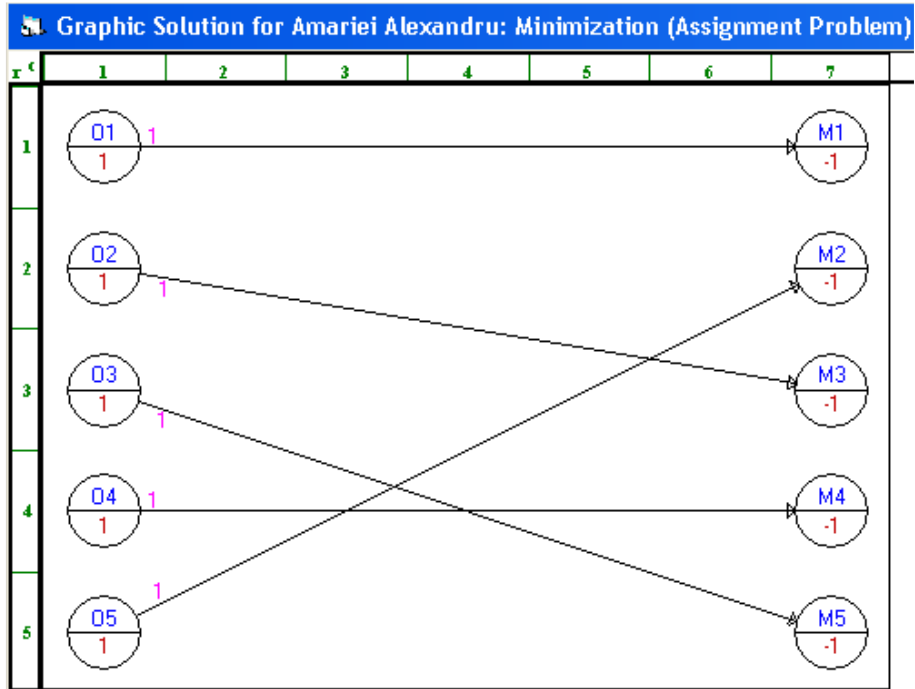 Graphic Solution for Amariei Alexandru: Minimization (Assignment Problem)
r c 1 2 3 4 5 6 7
1 O1 1 1 M1 -1
2 O2 1 1 M2 -1
3 O3 1 1 M3 -1
4 O4 1 1 M4 -1
5 O5 1 1 M5 -1